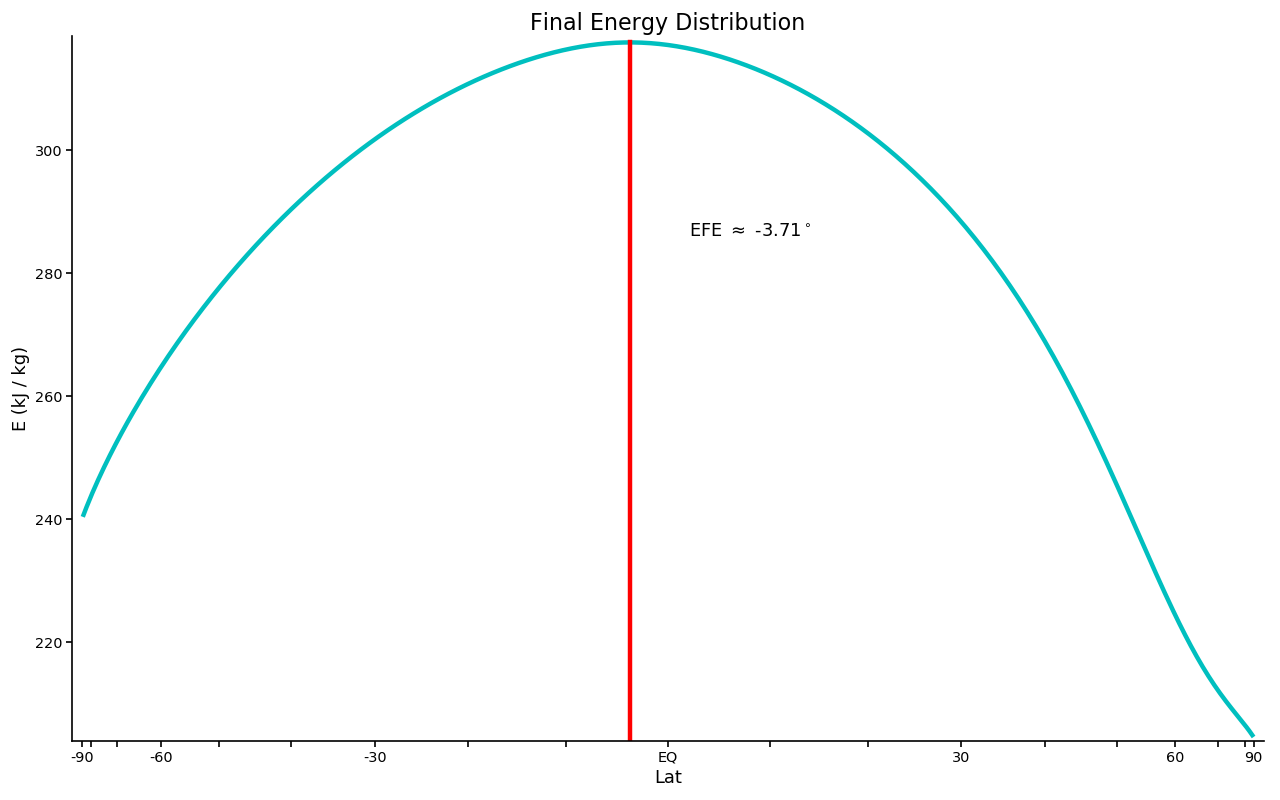 Final Energy Distribution
EFE ≈ -3.71°
E (kJ / kg)
300
280
260
240
220
-90 -60 -30 EQ 30 60 90
Lat